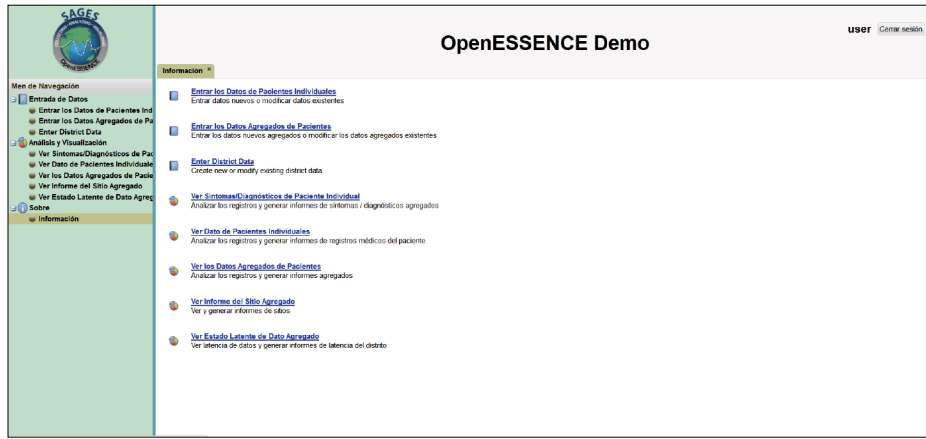 SAGES
OpenESSENCE
OpenESSENCE Demo
user Cerrar sesión
Información
Men de Navegación
Entrada de Datos
Entrar los Datos de Pacientes Ind
Entrar los Datos Agregados de Pa
Enter District Data
Análisis y Visualización
Ver Síntomas/Diagnósticos de Pac
Ver Dato de Pacientes Individuale
Ver los Datos Agregados de Pacie
Ver Informe del Sitio Agregado
Ver Estado Latente de Dato Agreg
Sobre
Información
Entrar los Datos de Pacientes Individuales
Entrar datos nuevos o modificar datos existentes
Entrar los Datos Agregados de Pacientes
Entrar los datos nuevos agregados o modificar los datos agregados existentes
Enter District Data
Create new or modify existing district data
Ver Síntomas/Diagnósticos de Paciente Individual
Analizar los registros y generar informes de síntomas / diagnósticos agregados
Ver Dato de Pacientes Individuales
Analizar los registros y generar informes de registros médicos del paciente
Ver los Datos Agregados de Pacientes
Analizar los registros y generar informes agregados
Ver Informe del Sitio Agregado
Ver y generar informes de sitios
Ver Estado Latente de Dato Agregado
Ver latencia de datos y generar informes de latencia del distrito